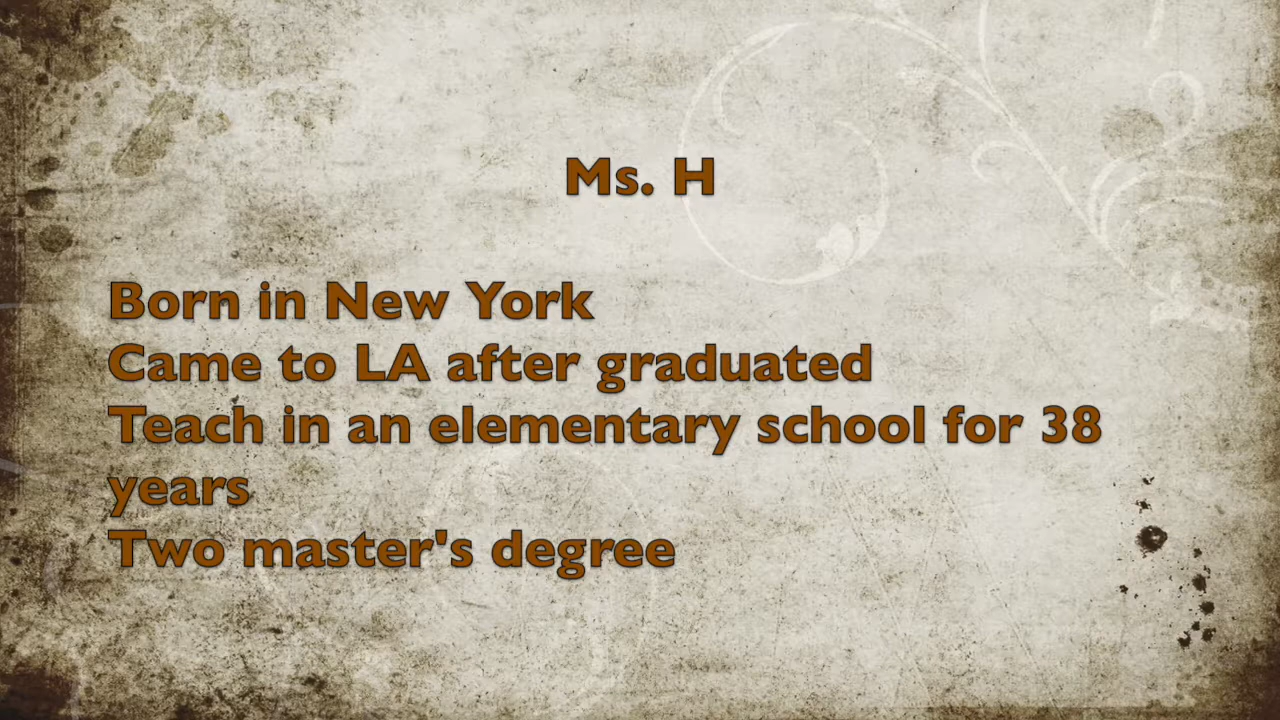 Ms. H
Born in New York
Came to LA after graduated
Teach in an elementary school for 38
years
Two master's degree